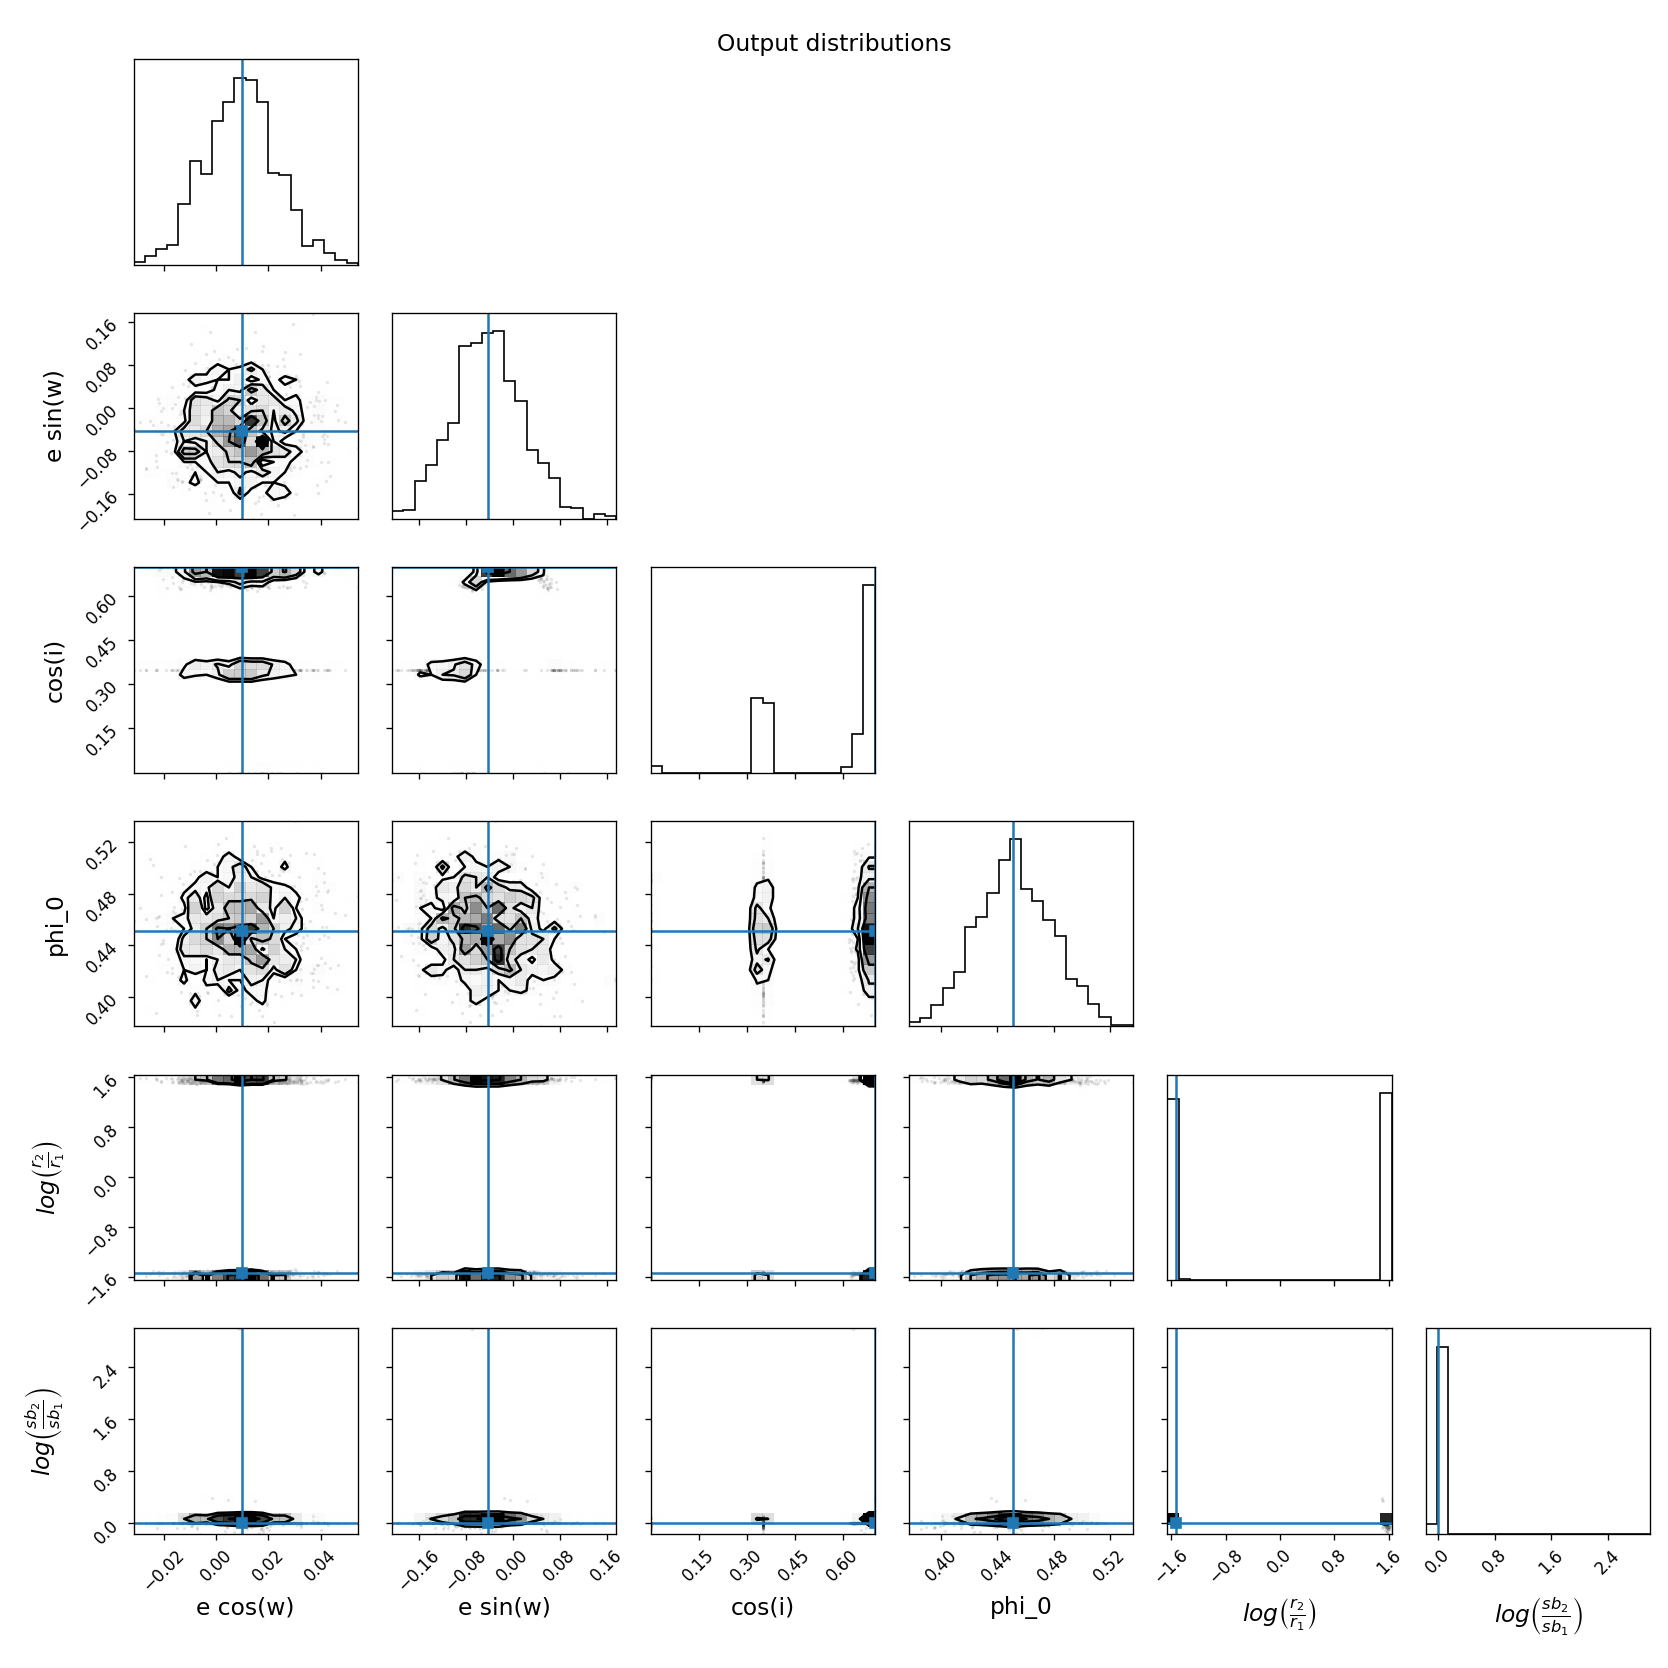 Output distributions
0.16
0.08
0.00
−0.08
−0.16
e sin(w)
0.60
0.45
0.30
0.15
cos(i)
0.52
0.48
0.44
0.40
phi_0
1.6
0.8
0.0
−0.8
−1.6
log(r2/r1)
2.4
1.6
0.8
0.0
log(sb2/sb1)
−0.02 0.00 0.02 0.04 −0.16 −0.08 0.00 0.08 0.16 0.15 0.30 0.45 0.60 0.40 0.44 0.48 0.52 −1.6 −0.8 0.0 0.8 1.6 0.0 0.8 1.6 2.4
e cos(w) e sin(w) cos(i) phi_0 log(r2/r1) log(sb2/sb1)